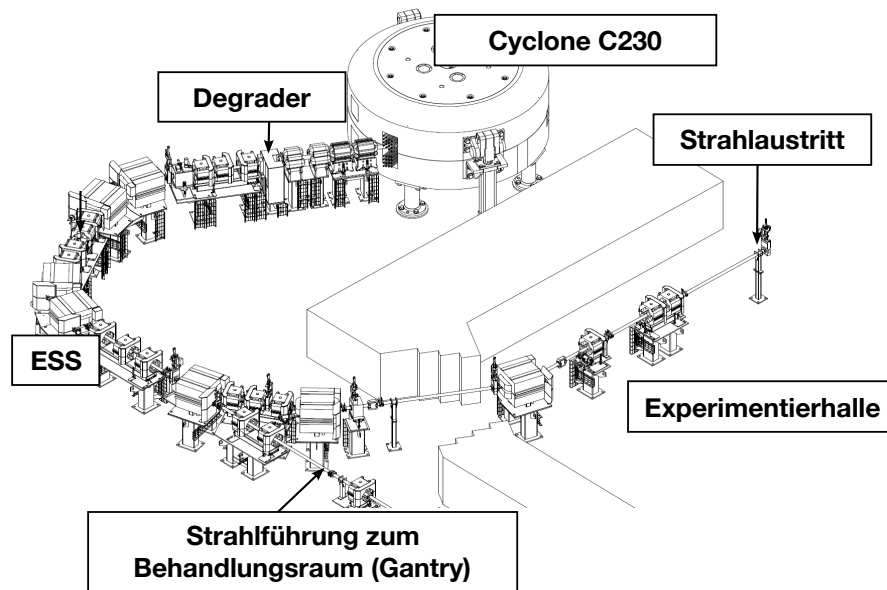 Cyclone C230
Degrader
Strahlaustritt
ESS
Experimentierhalle
Strahlführung zum
Behandlungsraum (Gantry)